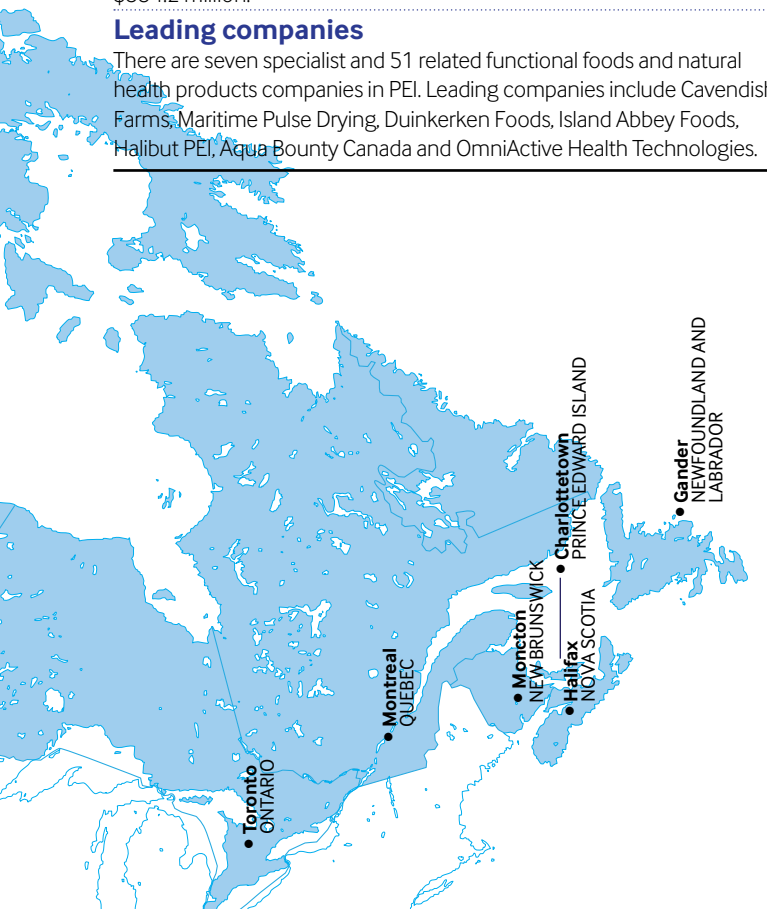 Leading companies
There are seven specialist and 51 related functional foods and natural
health products companies in PEI. Leading companies include Cavendish
Farms, Maritime Pulse Drying, Duinkerken Foods, Island Abbey Foods,
Halibut PEI, Aqua Bounty Canada and OmniActive Health Technologies.
Gander
NEWFOUNDLAND AND
LABRADOR
Charlottetown
PRINCE EDWARD ISLAND
Moncton
NEW BRUNSWICK
Halifax
NOVA SCOTIA
Montreal
QUEBEC
Toronto
ONTARIO